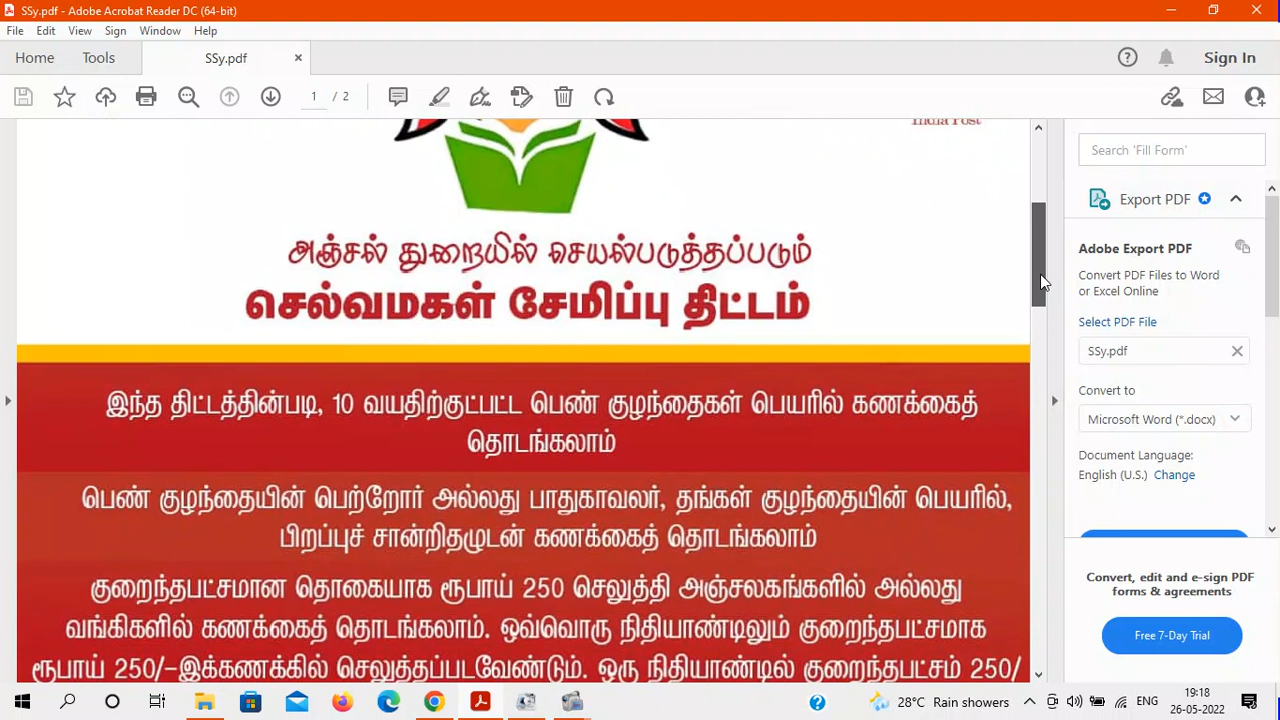 SSy.pdf - Adobe Acrobat Reader DC (64-bit)
File Edit View Sign Window Help
Home Tools SSy.pdf Sign In
1 / 2
India Post
அஞ்சல் துறையில் செயல்படுத்தப்படும்
செல்வமகள் சேமிப்பு திட்டம்
இந்த திட்டத்தின்படி, 10 வயதிற்குட்பட்ட பெண் குழந்தைகள் பெயரில் கணக்கைத்
தொடங்கலாம்
பெண் குழந்தையின் பெற்றோர் அல்லது பாதுகாவலர், தங்கள் குழந்தையின் பெயரில்,
பிறப்புச் சான்றிதழுடன் கணக்கைத் தொடங்கலாம்
குறைந்தபட்சமான தொகையாக ரூபாய் 250 செலுத்தி அஞ்சலகங்களில் அல்லது
வங்கிகளில் கணக்கைத் தொடங்கலாம். ஒவ்வொரு நிதியாண்டிலும் குறைந்தபட்சமாக
ரூபாய் 250/-இக்கணக்கில் செலுத்தப்படவேண்டும். ஒரு நிதியாண்டில் குறைந்தபட்சம் 250/
Search 'Fill Form'
Export PDF
Adobe Export PDF
Convert PDF Files to Word
or Excel Online
Select PDF File
SSy.pdf
Convert to
Microsoft Word (*.docx)
Document Language:
English (U.S.) Change
Convert, edit and e-sign PDF
forms & agreements
Free 7-Day Trial
28°C Rain showers
ENG
9:18
26-05-2022